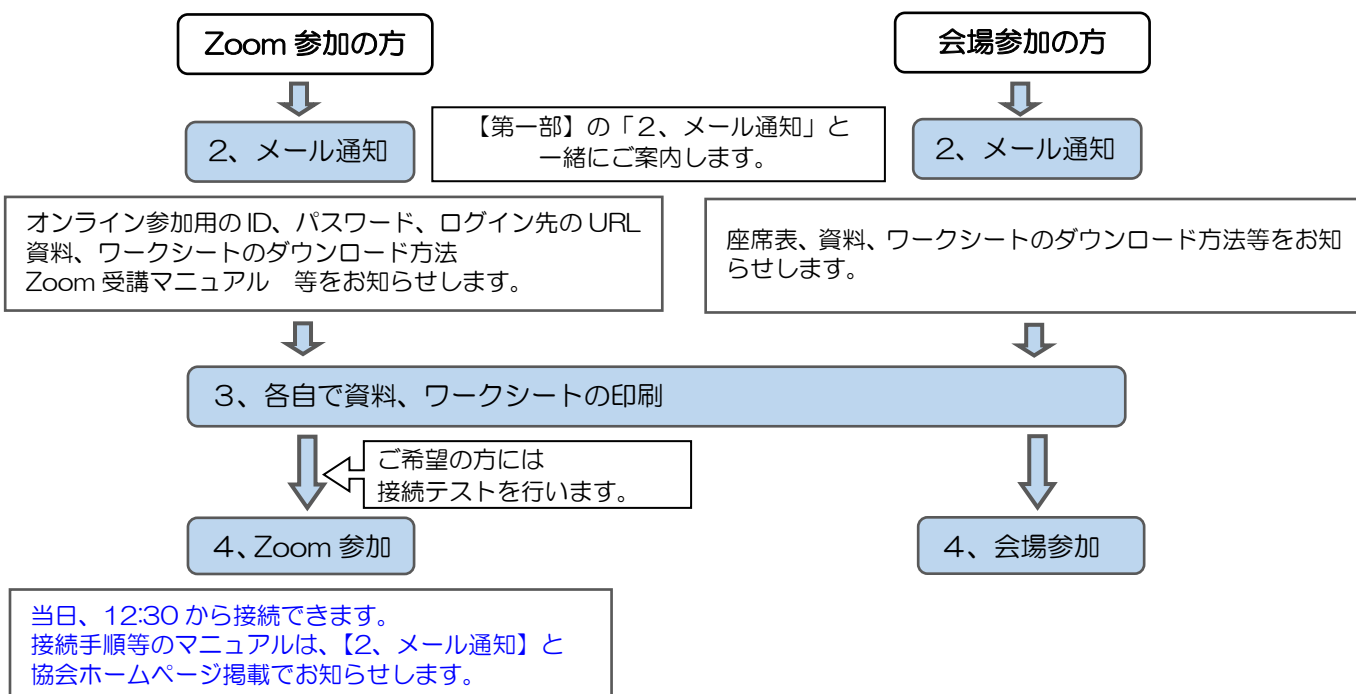 Zoom 参加の方
会場参加の方
2、メール通知
【第一部】の「2、メール通知」と
一緒にご案内します。
2、メール通知
オンライン参加用の ID、パスワード、ログイン先の URL
資料、ワークシートのダウンロード方法
Zoom 受講マニュアル　等をお知らせします。
座席表、資料、ワークシートのダウンロード方法等をお知
らせします。
3、各自で資料、ワークシートの印刷
ご希望の方には
接続テストを行います。
4、Zoom 参加
4、会場参加
当日、12:30 から接続できます。
接続手順等のマニュアルは、【2、メール通知】と
協会ホームページ掲載でお知らせします。